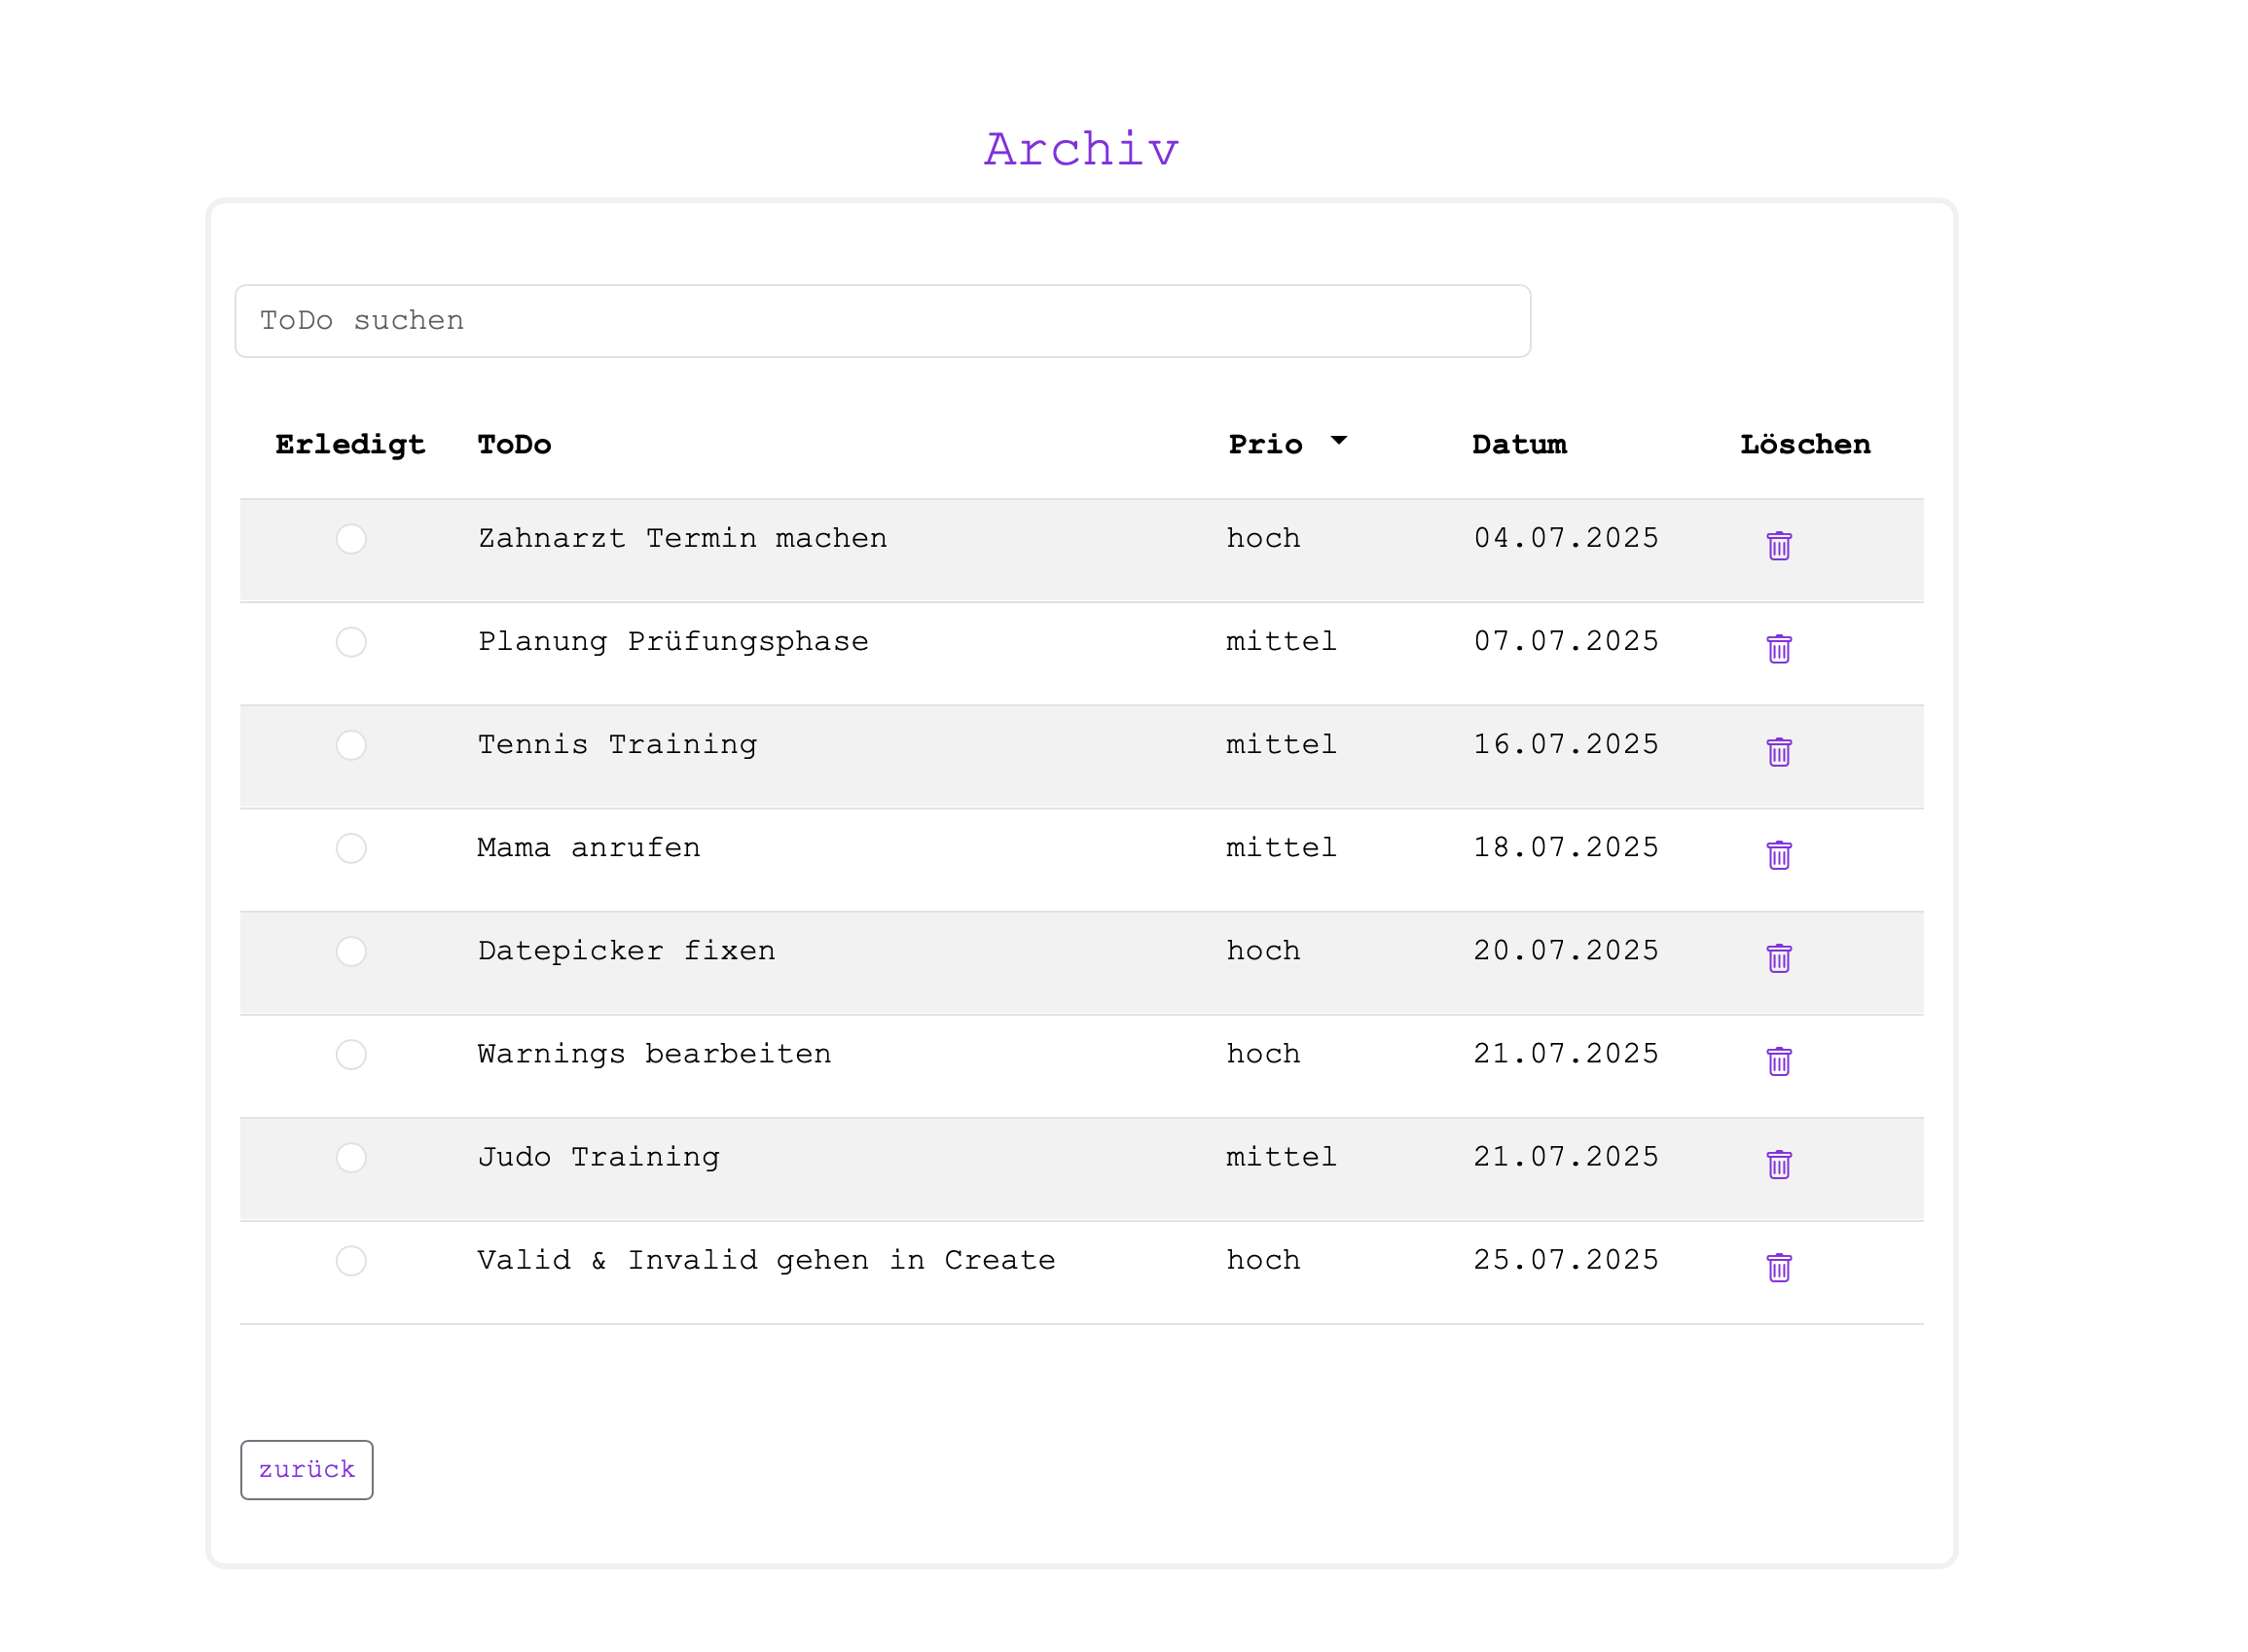 Archiv
ToDo suchen
Erledigt ToDo Prio Datum Löschen
Zahnarzt Termin machen hoch 04.07.2025
Planung Prüfungsphase mittel 07.07.2025
Tennis Training mittel 16.07.2025
Mama anrufen mittel 18.07.2025
Datepicker fixen hoch 20.07.2025
Warnings bearbeiten hoch 21.07.2025
Judo Training mittel 21.07.2025
Valid & Invalid gehen in Create hoch 25.07.2025
zurück